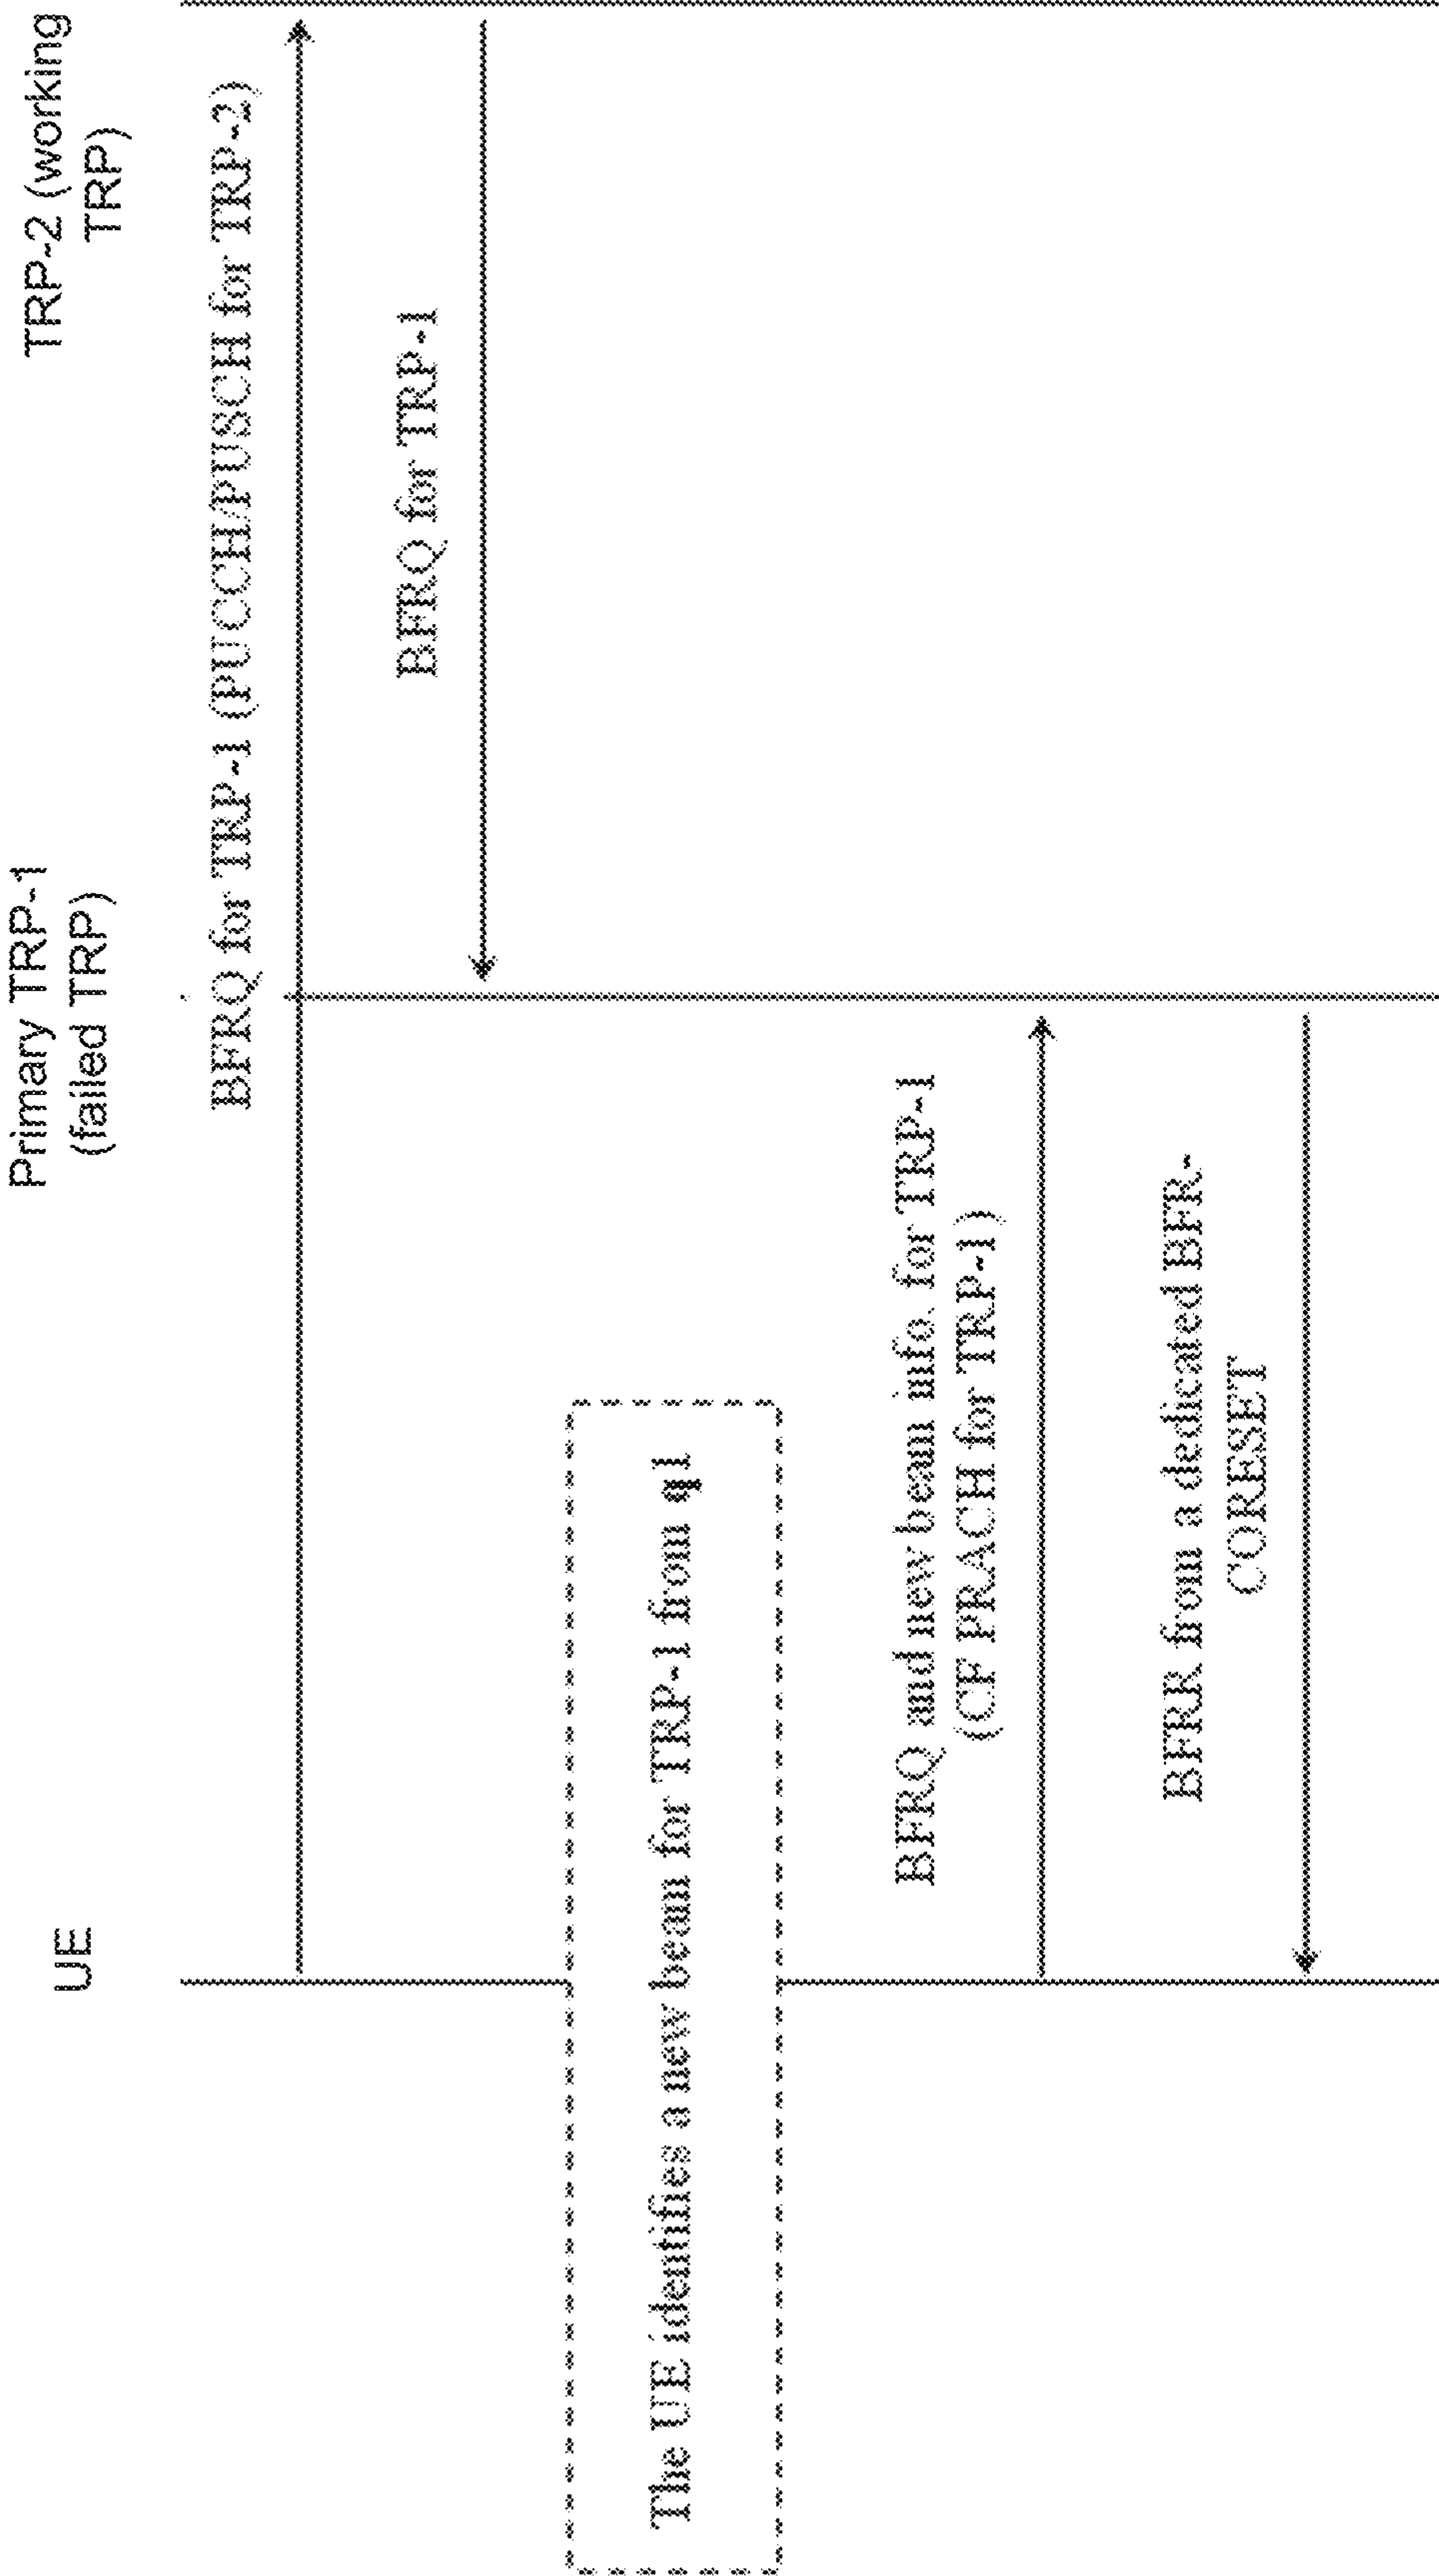 UE
Primary TRP-1
(failed TRP)
TRP-2 (working
TRP)
BFRQ for TRP-1 (PUCCH/PUSCH for TRP-2)
BFRQ for TRP-1
The UE identifies a new beam for TRP-1 from q1
BFRQ and new beam info. for TRP-1
(CF PRACH for TRP-1)
BFRR from a dedicated BFR-
CORESET